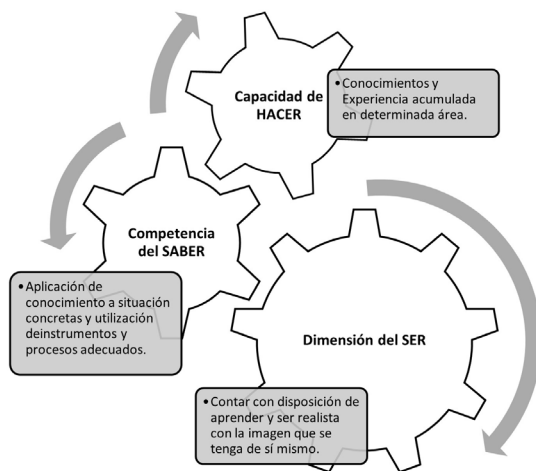 Capacidad de
HACER
• Conocimientos y
Experiencia acumulada
en determinada área.
Competencia
del SABER
• Aplicación de
conocimiento a situación
concretas y utilización
deinstrumentos y
procesos adecuados.
Dimensión del SER
• Contar con disposición de
aprender y ser realista
con la imagen que se
tenga de sí mismo.